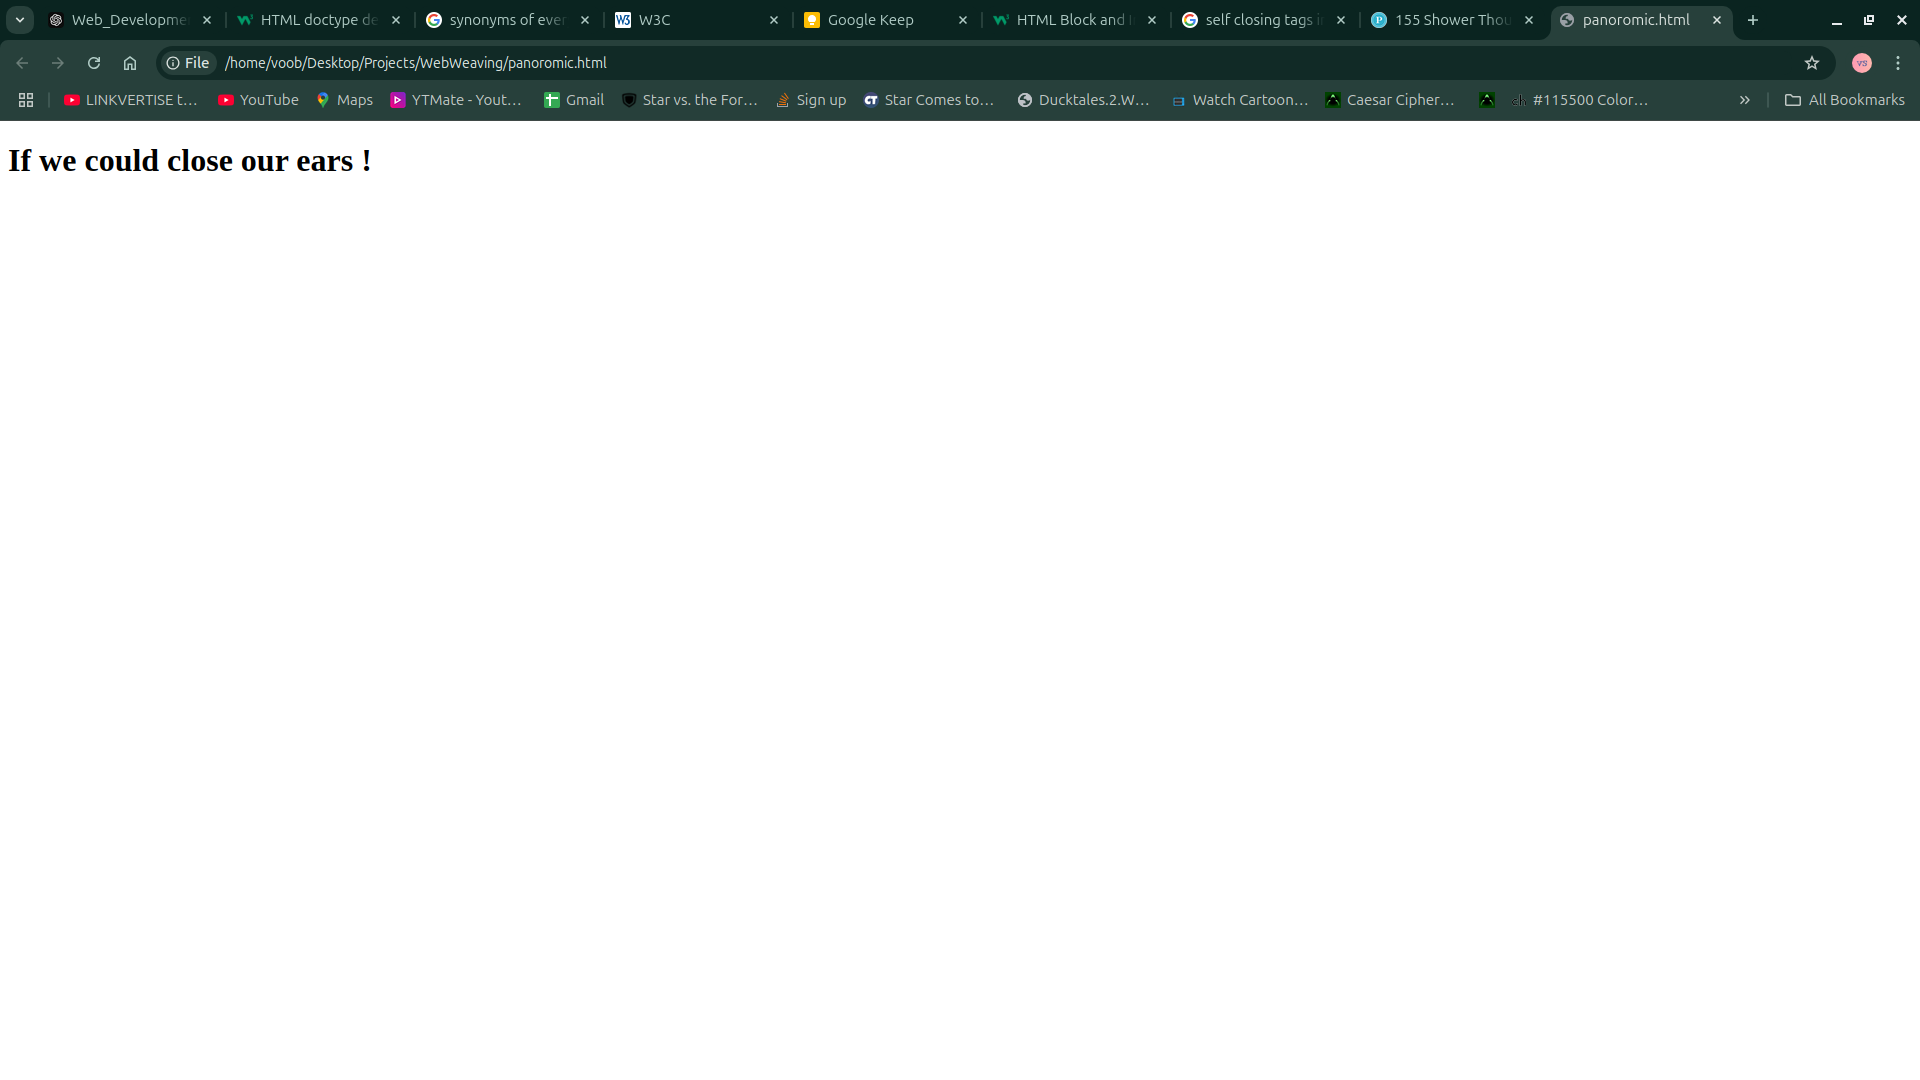 Web_Developme
HTML doctype de
synonyms of ever
W3C
Google Keep
HTML Block and I
self closing tags i
155 Shower Thou
panoromic.html
File
/home/voob/Desktop/Projects/WebWeaving/panoromic.html
VS
LINKVERTISE t…
YouTube
Maps
YTMate - Yout…
Gmail
Star vs. the For…
Sign up
Star Comes to…
Ducktales.2.W…
Watch Cartoon…
Caesar Cipher…
#115500 Color…
All Bookmarks
If we could close our ears !